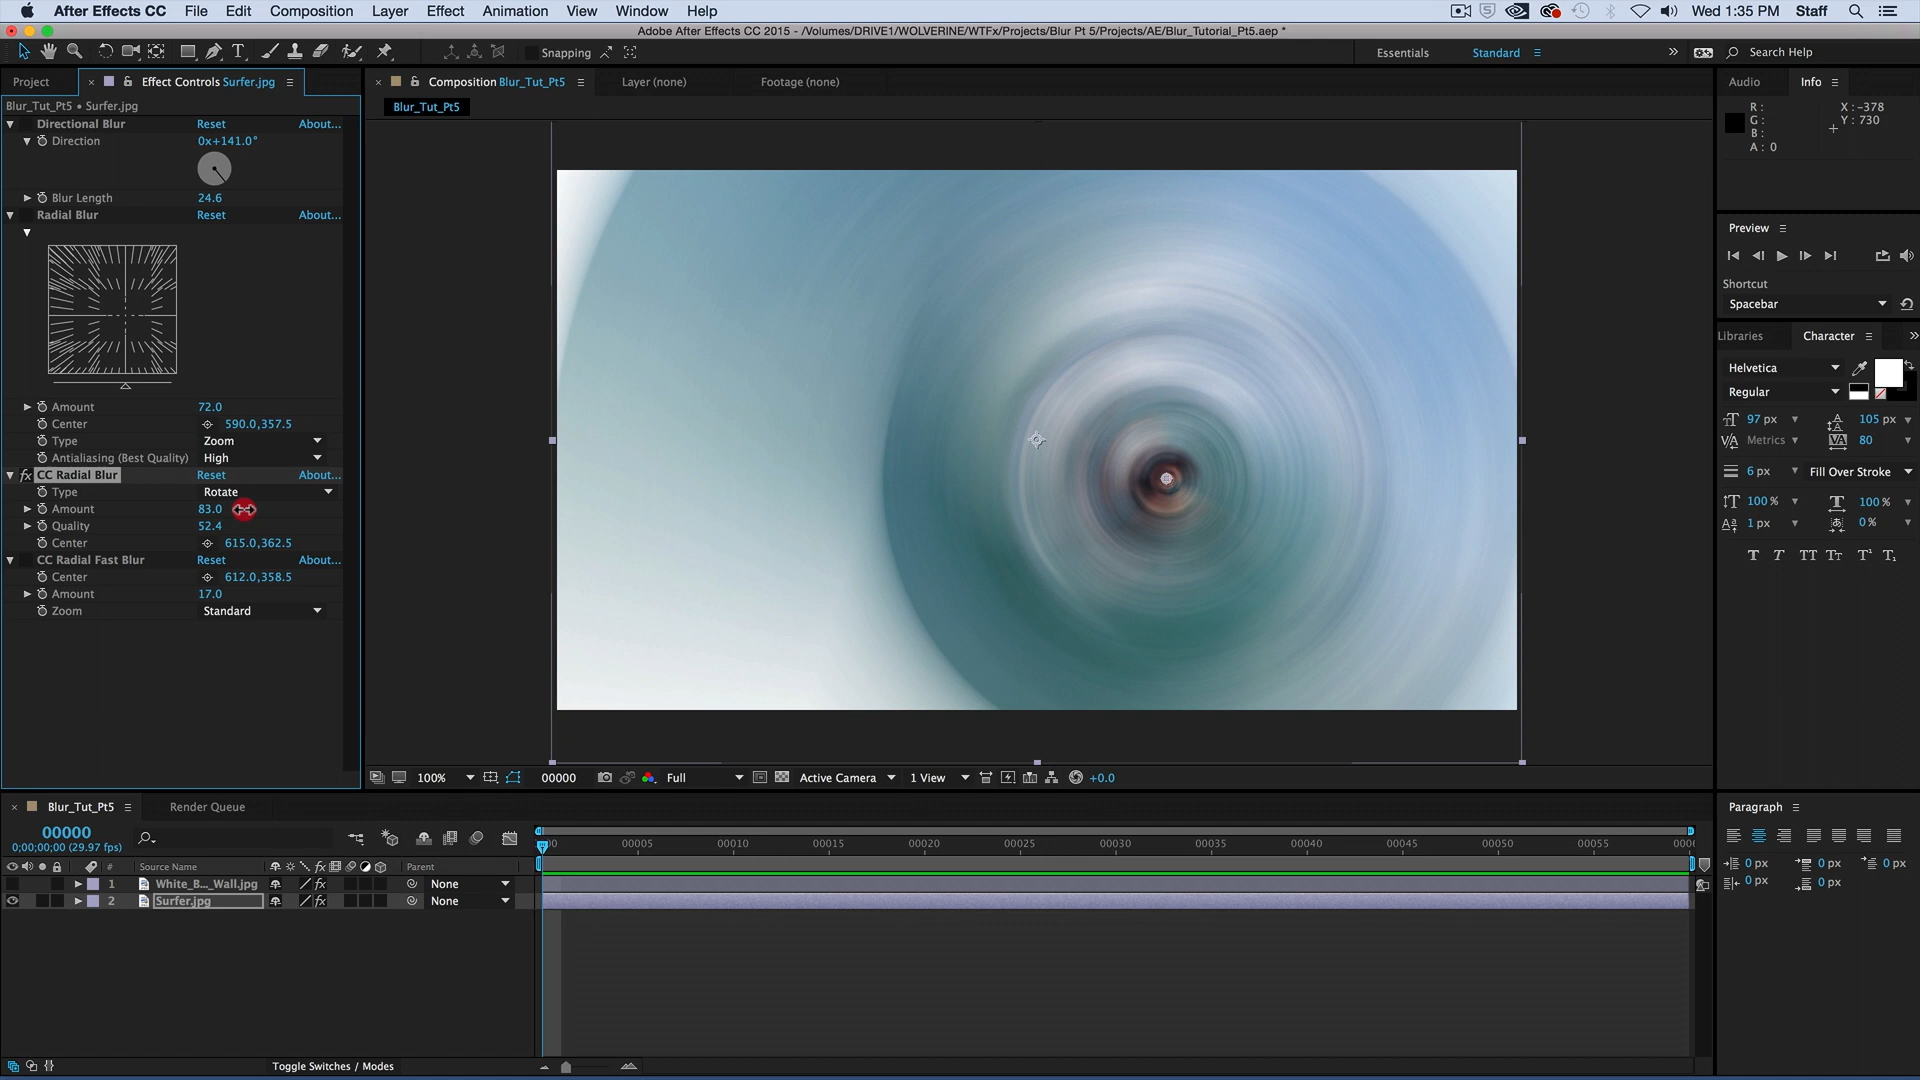 After Effects CC File Edit Composition Layer Effect Animation View Window Help Wed 1:35 PM Staff
Adobe After Effects CC 2015 - /Volumes/DRIVE1/WOLVERINE/WTFx/Projects/Blur Pt 5/Projects/AE/Blur_Tutorial_Pt5.aep *
Snapping Essentials Standard » Search Help
Project × Effect Controls Surfer.jpg
× Composition Blur_Tut_Pt5 Layer (none) Footage (none)
Audio Info
Blur_Tut_Pt5 • Surfer.jpg
Blur_Tut_Pt5
R: X: -378
G: Y: 730
B:
A: 0
Directional Blur Reset About...
Direction 0x+141.0°
Blur Length 24.6
Radial Blur Reset About...
Amount 72.0
Center 590.0,357.5
Type Zoom
Antialiasing (Best Quality) High
fx CC Radial Blur Reset About...
Type Rotate
Amount 83.0
Quality 52.4
Center 615.0,362.5
CC Radial Fast Blur Reset About...
Center 612.0,358.5
Amount 17.0
Zoom Standard
Preview
Shortcut
Spacebar
Libraries Character »
Helvetica
Regular
97 px 105 px
Metrics 80
6 px Fill Over Stroke
100 % 100 %
1 px 0 %
T T TT Tt T¹ T₁
100% 00000 Full Active Camera 1 View +0.0
× Blur_Tut_Pt5 Render Queue
00000
0;00;00;00 (29.97 fps)
00005 00010 00015 00020 00025 00030 00035 00040 00045 00050 00055
# Source Name fx Parent
1 White_B..._Wall.jpg fx None
2 Surfer.jpg fx None
Toggle Switches / Modes
Paragraph
0 px 0 px 0 px
0 px 0 px